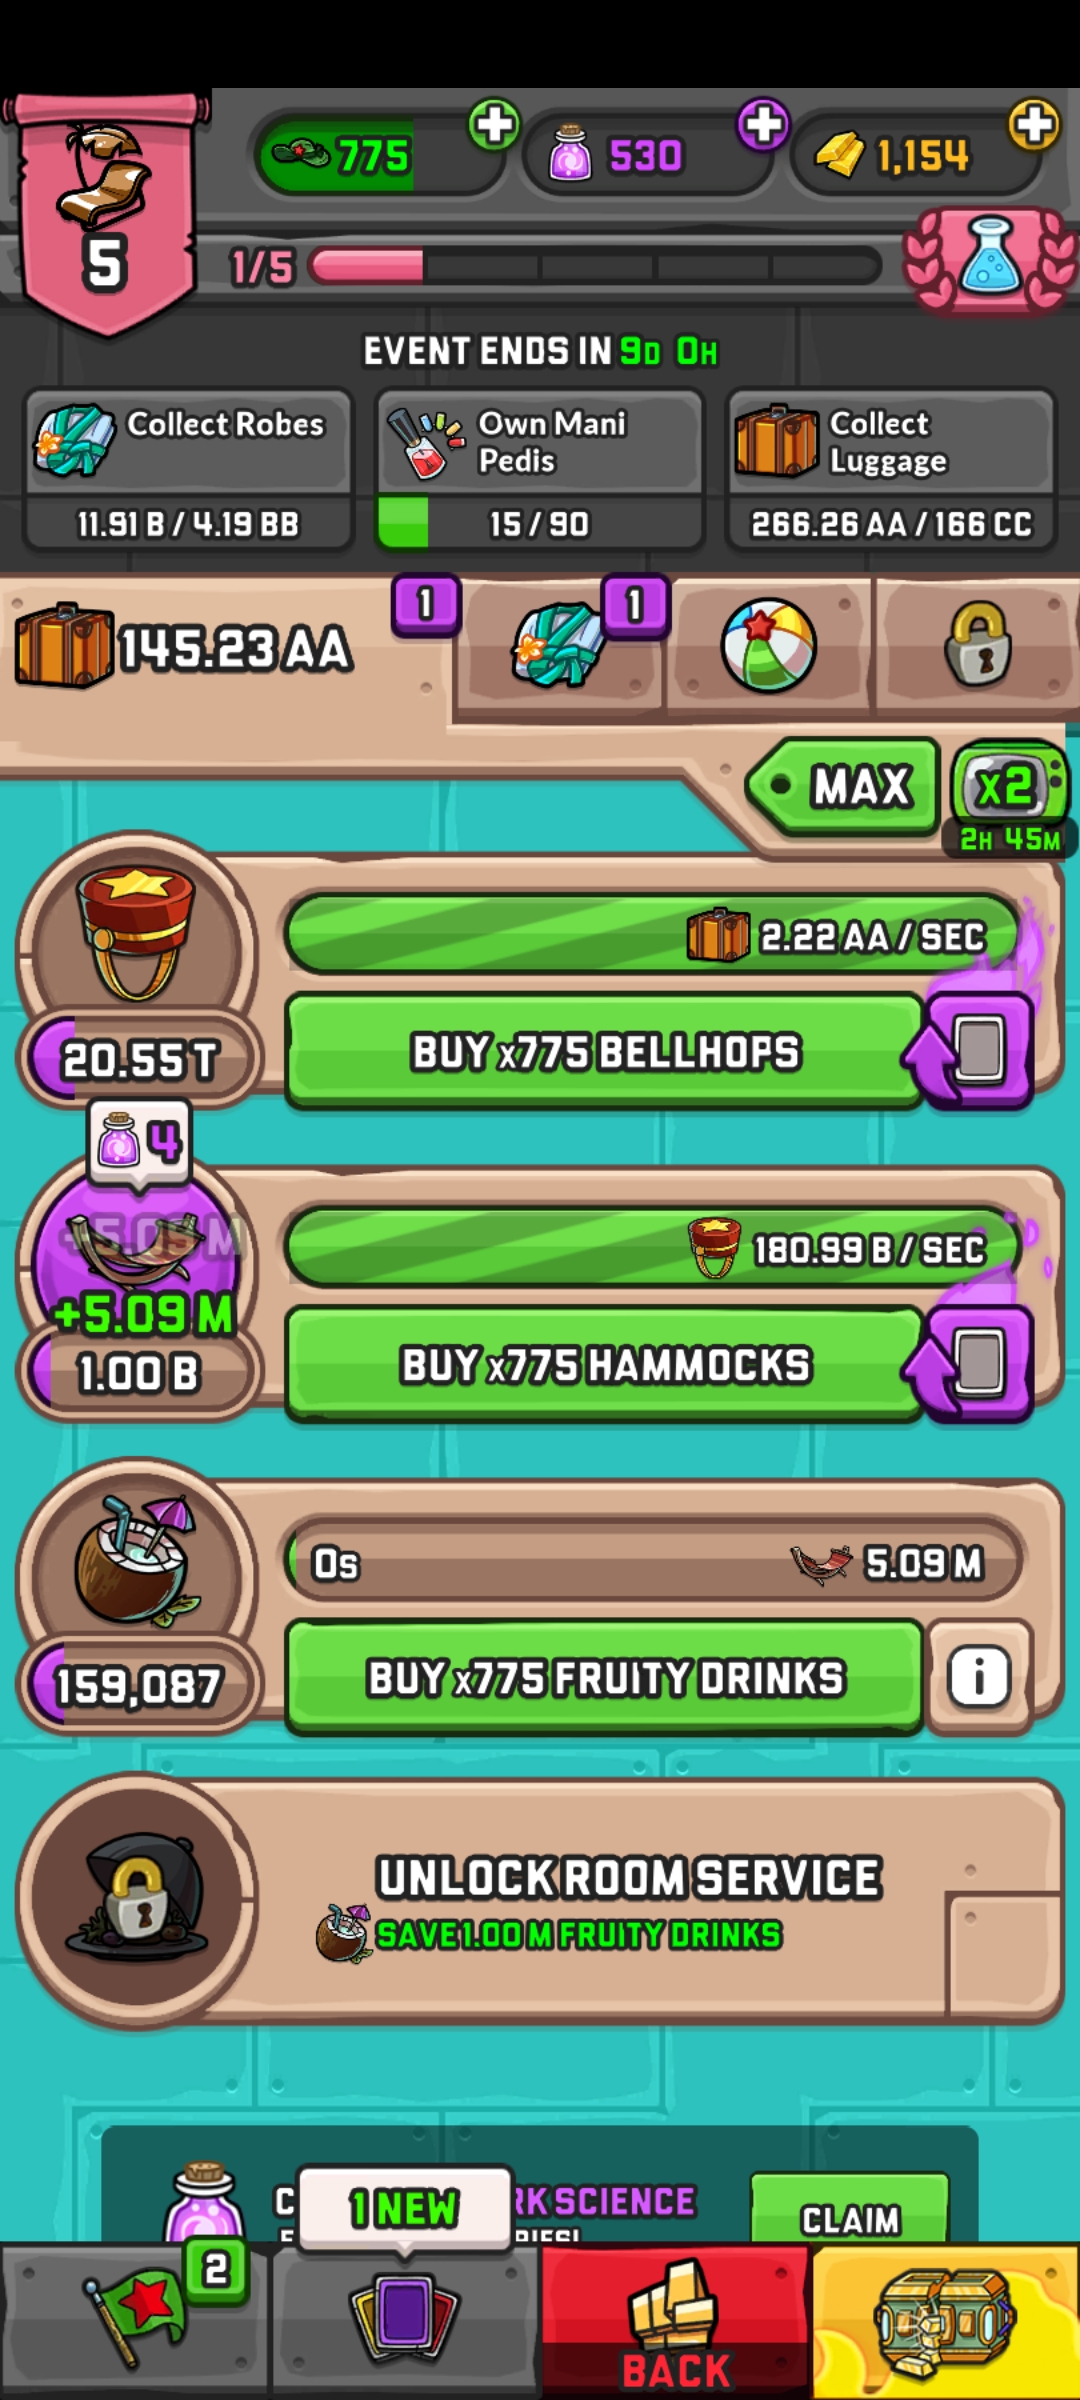 775
530
1,154
5
1/5
EVENT ENDS IN 9D 0H
Collect Robes
11.91 B / 4.19 BB
Own Mani
Pedis
15 / 90
Collect
Luggage
266.26 AA / 166 CC
145.23 AA
1
1
MAX
x2
2H 45M
2.22 AA / SEC
20.55 T
BUY x775 BELLHOPS
4
+5.09 M
+5.09 M
180.99 B / SEC
1.00 B
BUY x775 HAMMOCKS
0s
5.09 M
159,087
BUY x775 FRUITY DRINKS
i
UNLOCK ROOM SERVICE
SAVE 1.00 M FRUITY DRINKS
SCIENCE
CLAIM
1 NEW
2
BACK